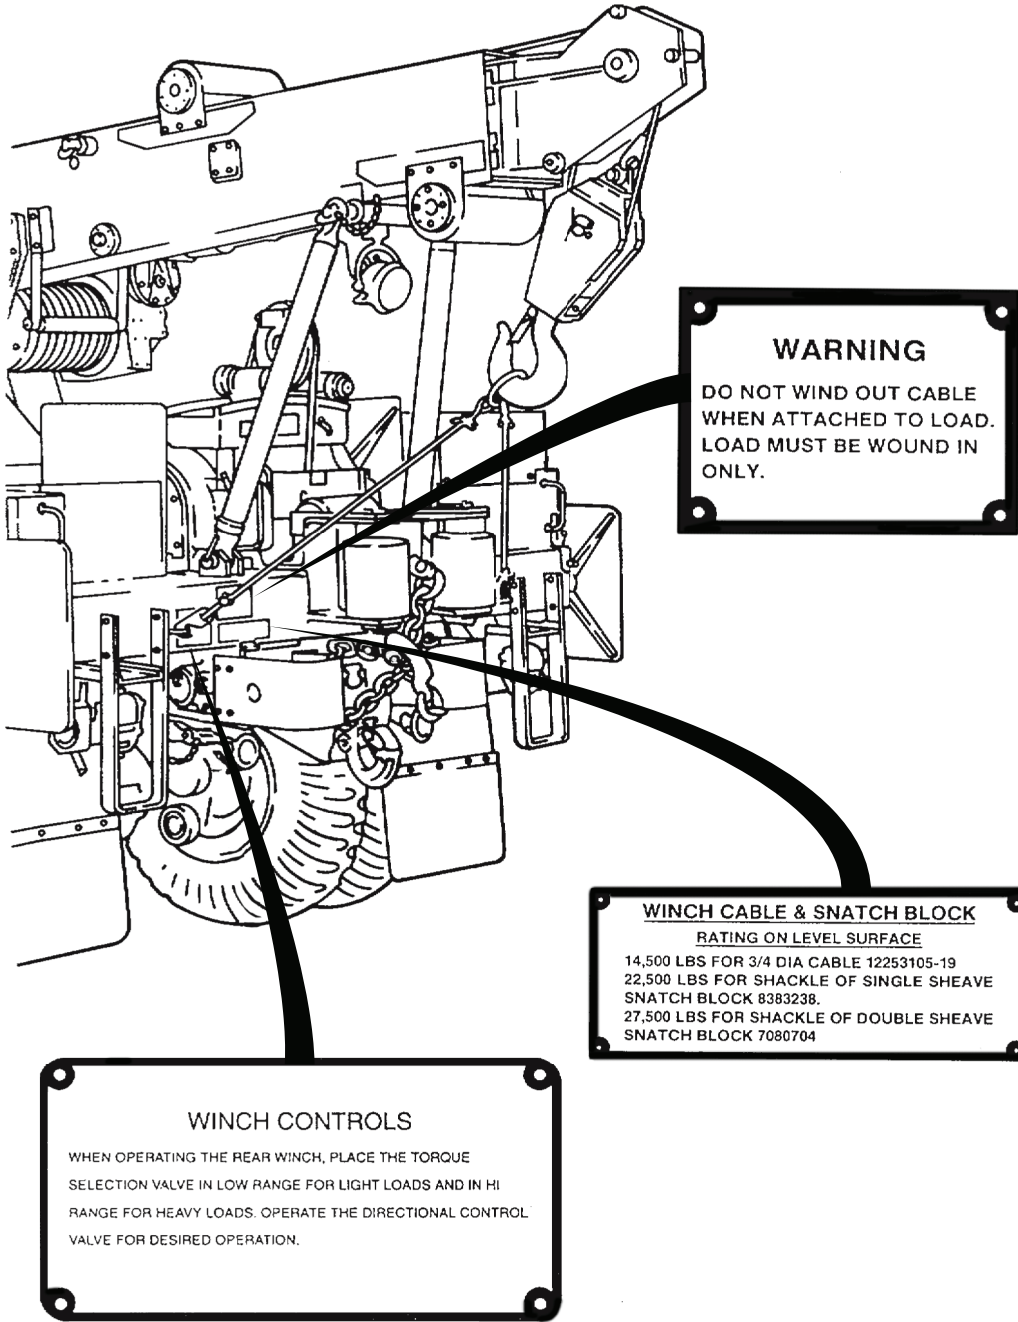 WARNING
DO NOT WIND OUT CABLE
WHEN ATTACHED TO LOAD.
LOAD MUST BE WOUND IN
ONLY.
WINCH CABLE & SNATCH BLOCK
RATING ON LEVEL SURFACE
14,500 LBS FOR 3/4 DIA CABLE 12253105-19
22,500 LBS FOR SHACKLE OF SINGLE SHEAVE
SNATCH BLOCK 8383238.
27,500 LBS FOR SHACKLE OF DOUBLE SHEAVE
SNATCH BLOCK 7080704
WINCH CONTROLS
WHEN OPERATING THE REAR WINCH, PLACE THE TORQUE
SELECTION VALVE IN LOW RANGE FOR LIGHT LOADS AND IN HI
RANGE FOR HEAVY LOADS. OPERATE THE DIRECTIONAL CONTROL
VALVE FOR DESIRED OPERATION.